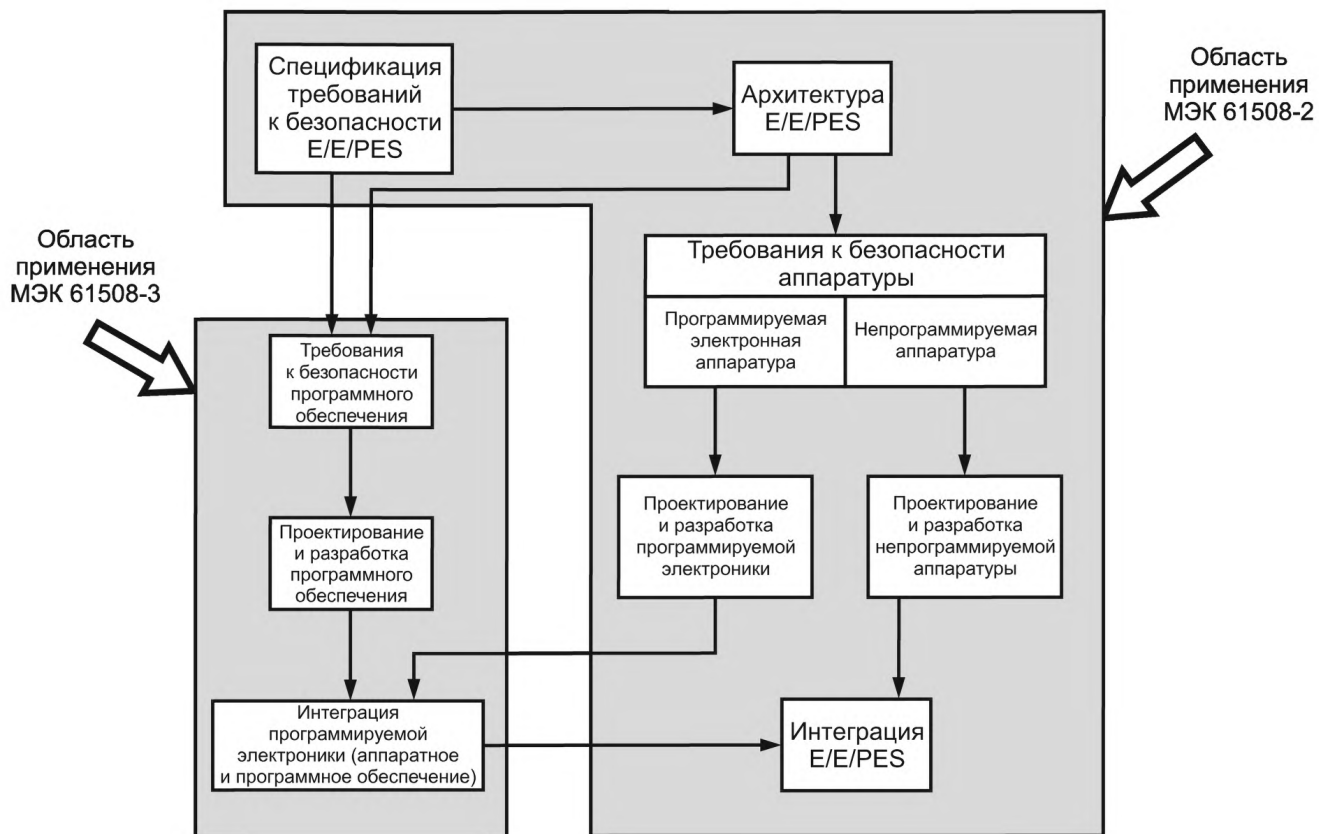 Спецификация
требований
к безопасности
E/E/PES
Архитектура
E/E/PES
Область
применения
МЭК 61508-2
Область
применения
МЭК 61508-3
Требования к безопасности
аппаратуры
Программируемая
электронная
аппаратура
Непрограммируемая
аппаратура
Требования
к безопасности
программного
обеспечения
Проектирование
и разработка
программируемой
электроники
Проектирование
и разработка
непрограммируемой
аппаратуры
Проектирование
и разработка
программного
обеспечения
Интеграция
программируемой
электроники (аппаратное
и программное обеспечение)
Интеграция
E/E/PES